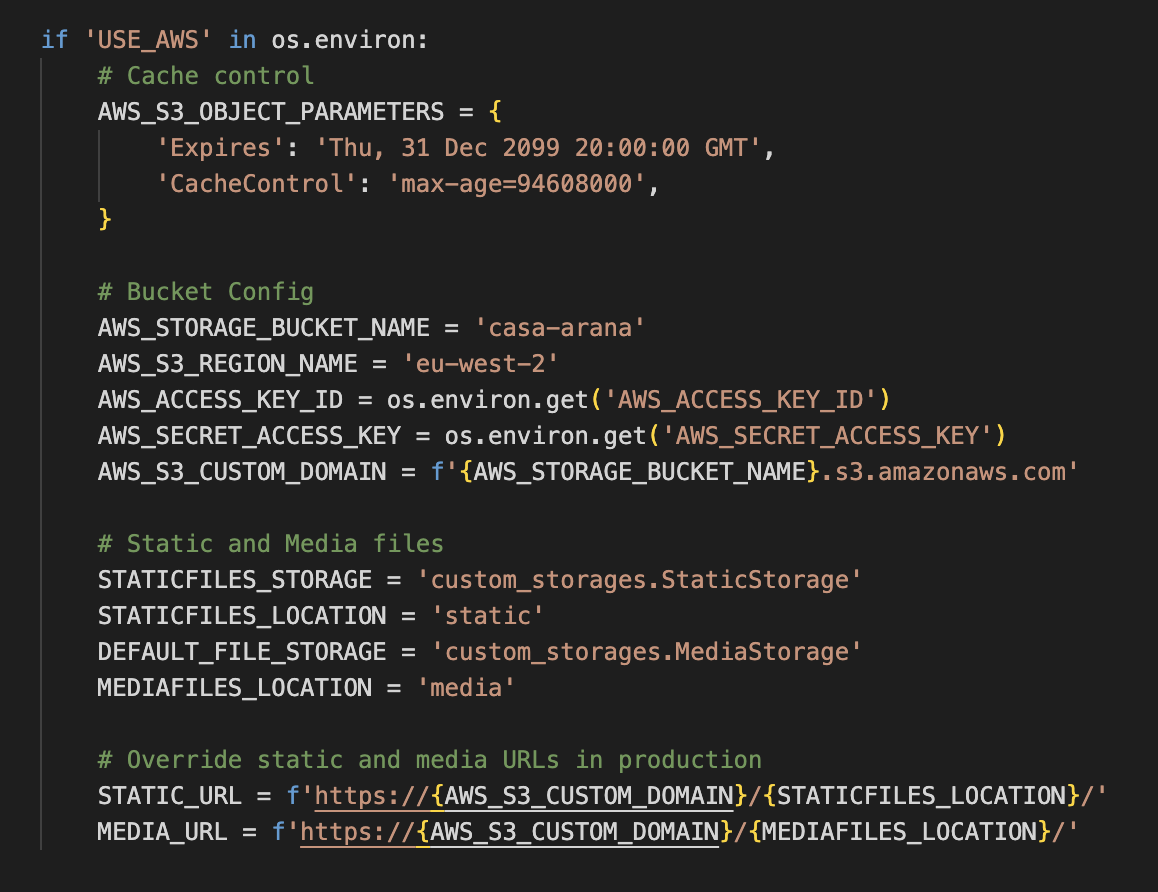 if 'USE_AWS' in os.environ:
    # Cache control
    AWS_S3_OBJECT_PARAMETERS = {
        'Expires': 'Thu, 31 Dec 2099 20:00:00 GMT',
        'CacheControl': 'max-age=94608000',
    }

    # Bucket Config
    AWS_STORAGE_BUCKET_NAME = 'casa-arana'
    AWS_S3_REGION_NAME = 'eu-west-2'
    AWS_ACCESS_KEY_ID = os.environ.get('AWS_ACCESS_KEY_ID')
    AWS_SECRET_ACCESS_KEY = os.environ.get('AWS_SECRET_ACCESS_KEY')
    AWS_S3_CUSTOM_DOMAIN = f'{AWS_STORAGE_BUCKET_NAME}.s3.amazonaws.com'

    # Static and Media files
    STATICFILES_STORAGE = 'custom_storages.StaticStorage'
    STATICFILES_LOCATION = 'static'
    DEFAULT_FILE_STORAGE = 'custom_storages.MediaStorage'
    MEDIAFILES_LOCATION = 'media'

    # Override static and media URLs in production
    STATIC_URL = f'https://{AWS_S3_CUSTOM_DOMAIN}/{STATICFILES_LOCATION}/'
    MEDIA_URL = f'https://{AWS_S3_CUSTOM_DOMAIN}/{MEDIAFILES_LOCATION}/'